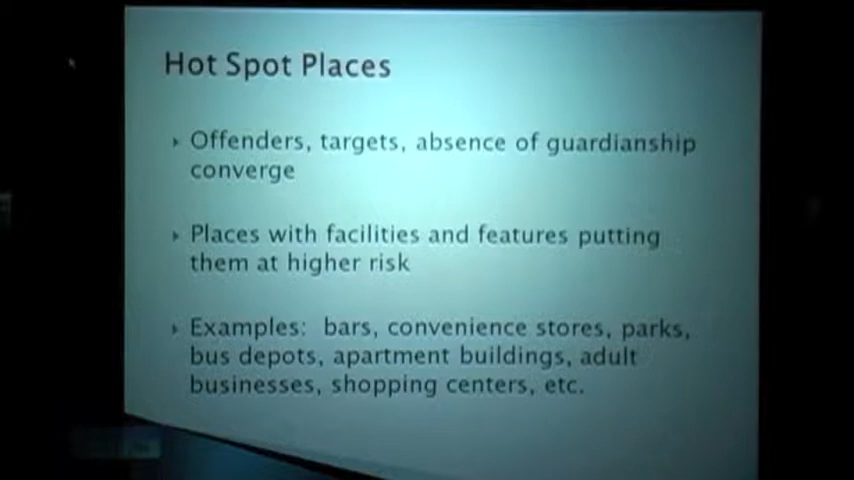 Hot Spot Places
Offenders, targets, absence of guardianship
converge
Places with facilities and features putting
them at higher risk
Examples: bars, convenience stores, parks,
bus depots, apartment buildings, adult
businesses, shopping centers, etc.